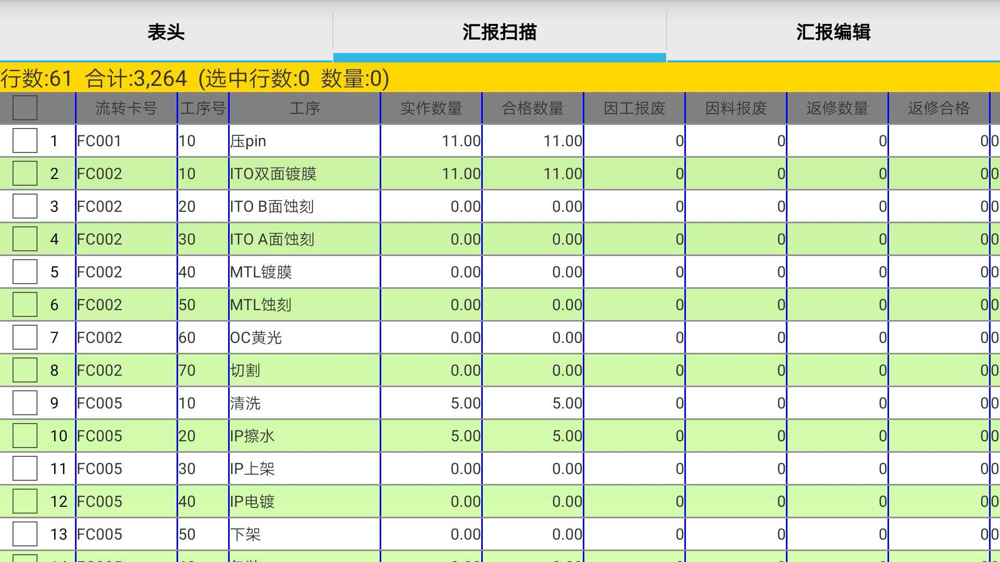 表头 汇报扫描 汇报编辑
行数:61 合计:3,264 (选中行数:0 数量:0)
流转卡号 工序号 工序 实作数量 合格数量 因工报废 因料报废 返修数量 返修合格
1 FC001 10 压pin 11.00 11.00 0 0 0 0 0
2 FC002 10 ITO双面镀膜 11.00 11.00 0 0 0 0 0
3 FC002 20 ITO B面蚀刻 0.00 0.00 0 0 0 0 0
4 FC002 30 ITO A面蚀刻 0.00 0.00 0 0 0 0 0
5 FC002 40 MTL镀膜 0.00 0.00 0 0 0 0 0
6 FC002 50 MTL蚀刻 0.00 0.00 0 0 0 0 0
7 FC002 60 OC黄光 0.00 0.00 0 0 0 0 0
8 FC002 70 切割 0.00 0.00 0 0 0 0 0
9 FC005 10 清洗 5.00 5.00 0 0 0 0 0
10 FC005 20 IP擦水 5.00 5.00 0 0 0 0 0
11 FC005 30 IP上架 0.00 0.00 0 0 0 0 0
12 FC005 40 IP电镀 0.00 0.00 0 0 0 0 0
13 FC005 50 下架 0.00 0.00 0 0 0 0 0